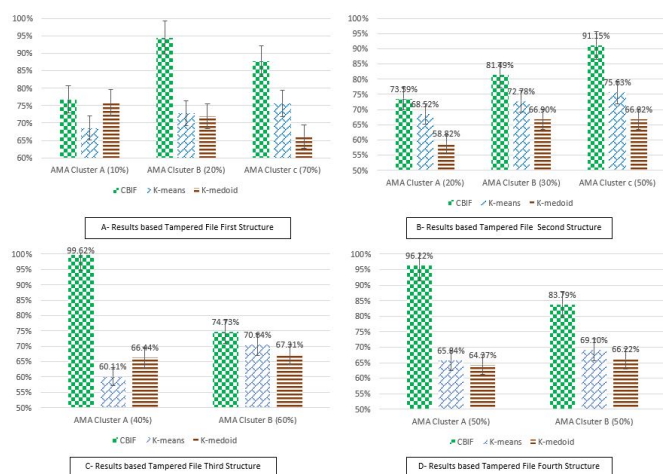 100%
95%
90%
85%
80%
75%
70%
65%
60%
AMA Cluster A (10%)
AMA Clsuter B (20%)
AMA Cluster c (70%)
CBIF
K-means
K-medoid
A- Results based Tampered File First Structure
100%
95%
90%
85%
80%
75%
70%
65%
60%
55%
50%
73.59%
68.52%
58.82%
81.49%
72.78%
66.90%
91.15%
75.63%
66.82%
AMA Cluster A (20%)
AMA Clsuter B (30%)
AMA Cluster c (50%)
CBIF
K-means
K-medoid
B- Results based Tampered File Second Structure
100%
95%
90%
85%
80%
75%
70%
65%
60%
55%
50%
99.62%
60.11%
66.44%
74.73%
70.64%
67.31%
AMA Cluster A (40%)
AMA Clsuter B (60%)
CBIF
K-means
K-medoid
C- Results based Tampered File Third Structure
100%
95%
90%
85%
80%
75%
70%
65%
60%
55%
50%
96.22%
65.84%
64.37%
83.79%
69.10%
66.22%
AMA Cluster A (50%)
AMA Clsuter B (50%)
CBIF
K-means
K-medoid
D- Results based Tampered File Fourth Structure